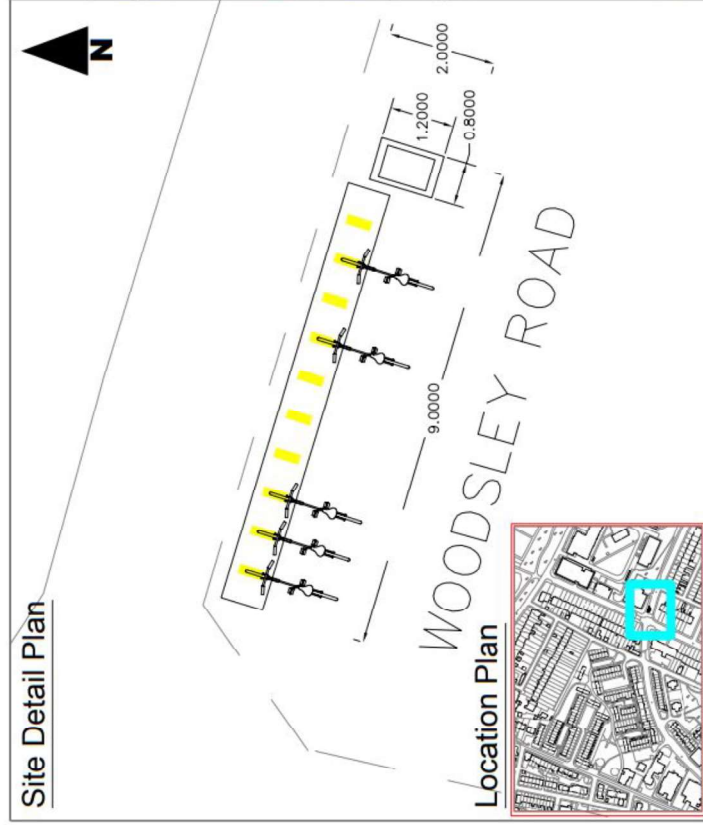 Site Detail Plan
N
2.0000
1.2000
0.8000
9.0000
WOODSLEY ROAD
Location Plan